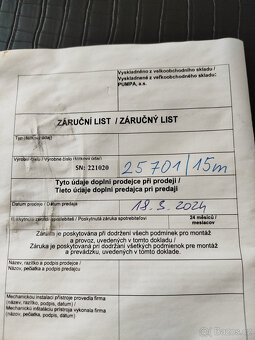 Vyskladněno z velkoobchodního skladu /
Vyskladnené z veľkoobchodného skladu:
PUMPA, a.s.
ZÁRUČNÍ LIST / ZÁRUČNÝ LIST
Typ (štítkový údaj)
Výrobní číslo / Výrobné číslo (štítkový údaj)
SN: 221020
25701/15m
Tyto údaje doplní prodejce při prodeji /
Tieto údaje doplní predajca pri predaji
Datum prodeje / Dátum predaja
18.3.2024
Poskytnutá záruka spotřebiteli / Poskytnutá záruka spotrebiteľovi
24 měsíců /
mesiacov
Záruka je poskytována při dodržení všech podmínek pro montáž
a provoz, uvedených v tomto dokladu /
Záruka je poskytovaná pri dodržaní všetkých podmienok pre montáž
a prevádzku, uvedených v tomto doklade
Název, razítko a podpis prodejce /
Názov, pečiatka a podpis predajcu
Mechanickou instalaci přístroje provedla firma
(název, razítko, podpis, datum) /
Mechanickú inštaláciu prístroja vykonala firma
(názov, pečiatka, podpis, dátum)